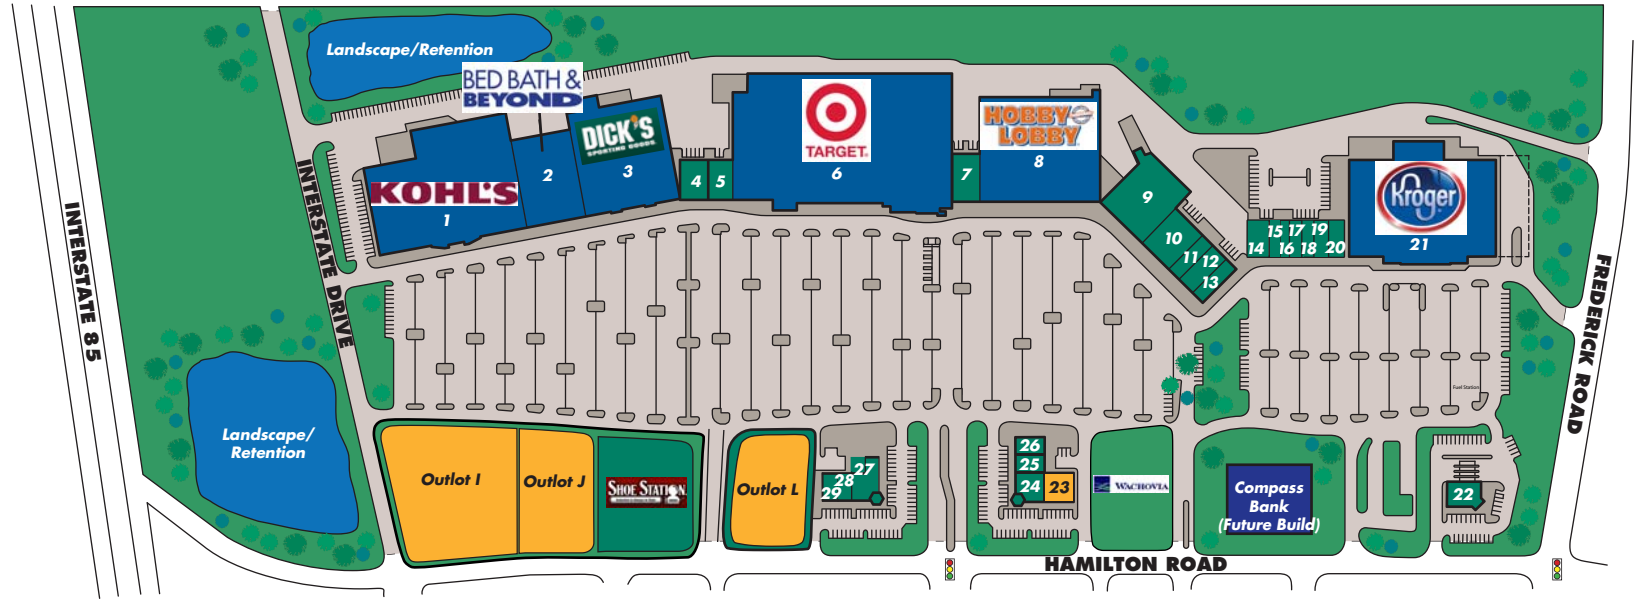 Landscape/Retention
BED BATH &
BEYOND
DICK'S
SPORTING GOODS
TARGET
HOBBY
LOBBY
KOHL'S
Kroger
1
2
3
4
5
6
7
8
9
10
11
12
13
14
15
16
17
18
19
20
21
INTERSTATE 85
INTERSTATE DRIVE
FREDERICK ROAD
Fuel Station
Landscape/
Retention
Outlot I
Outlot J
SHOE STATION
Outlot L
27
28
29
26
25
24
23
WACHOVIA
Compass
Bank
(Future Build)
22
HAMILTON ROAD